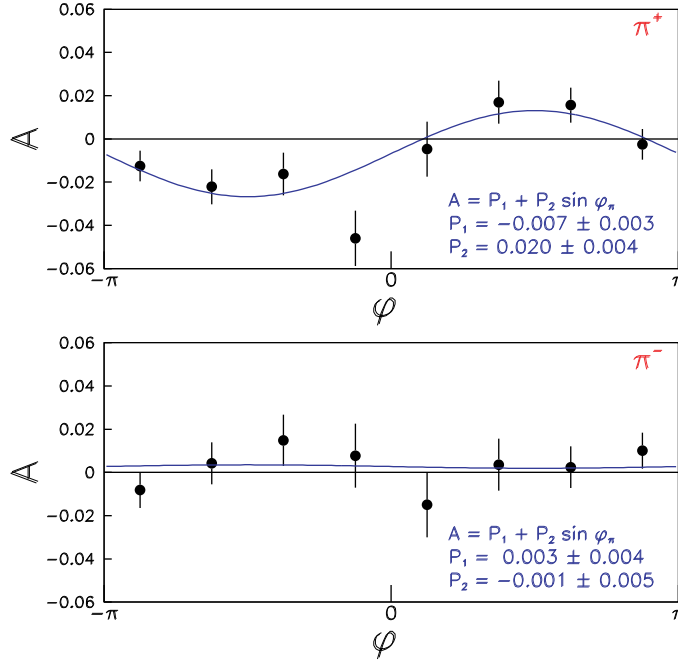 0.06
π⁺
0.04
0.02
A
0
−0.02
A = P₁ + P₂ sin φπ
P₁ = −0.007 ± 0.003
−0.04
P₂ = 0.020 ± 0.004
−0.06
−π 0 π
φ
0.06
π⁻
0.04
0.02
A
0
−0.02
A = P₁ + P₂ sin φπ
P₁ = 0.003 ± 0.004
−0.04
P₂ = −0.001 ± 0.005
−0.06
−π 0 π
φ